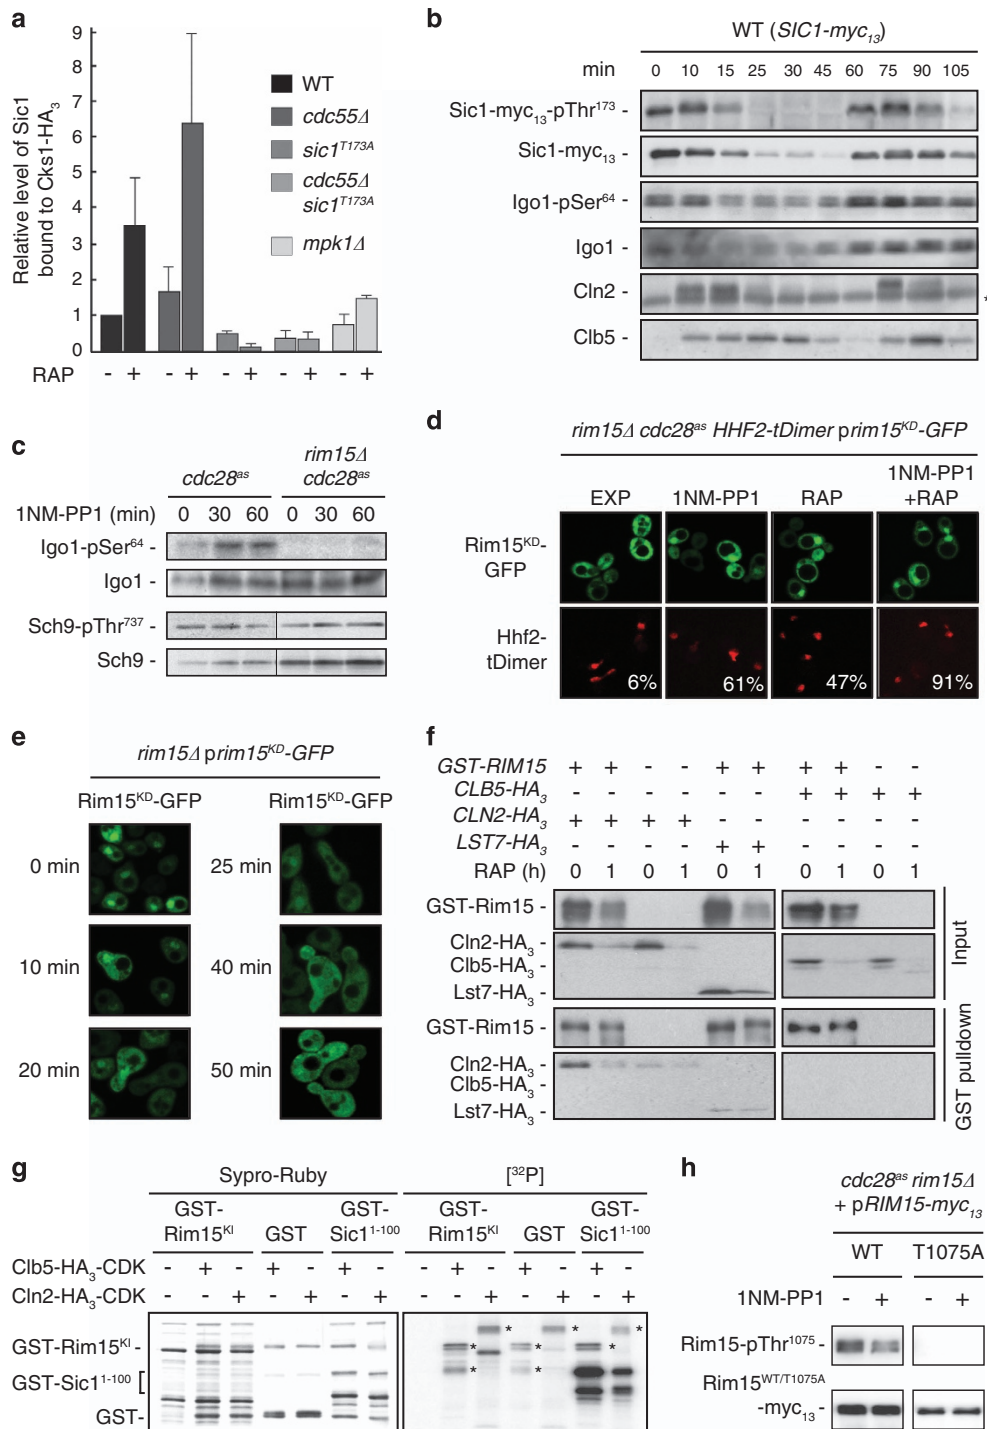 a
Relative level of Sic1
bound to Cks1-HA3
9
8
7
6
5
4
3
2
1
0
RAP - + - + - + - + - +
WT
cdc55Δ
sic1T173A
cdc55Δ
sic1T173A
mpk1Δ
b
WT (SIC1-myc13)
min 0 10 15 25 30 45 60 75 90 105
Sic1-myc13-pThr173 -
Sic1-myc13 -
Igo1-pSer64 -
Igo1 -
Cln2 - *
Clb5 -
c
cdc28as
rim15Δ
cdc28as
1NM-PP1 (min) 0 30 60 0 30 60
Igo1-pSer64 -
Igo1 -
Sch9-pThr737 -
Sch9 -
d
rim15Δ cdc28as HHF2-tDimer prim15KD-GFP
EXP 1NM-PP1 RAP 1NM-PP1
+RAP
Rim15KD-
GFP
Hhf2-
tDimer
6% 61% 47% 91%
e
rim15Δ prim15KD-GFP
Rim15KD-GFP Rim15KD-GFP
0 min 25 min
10 min 40 min
20 min 50 min
f
GST-RIM15 + + - - + + + + - -
CLB5-HA3 - - - - - - + + + +
CLN2-HA3 + + + + - - - - - -
LST7-HA3 - - - - + + - - - -
RAP (h) 0 1 0 1 0 1 0 1 0 1
GST-Rim15 -
Cln2-HA3 -
Clb5-HA3 -
Lst7-HA3 -
Input
GST-Rim15 -
Cln2-HA3 -
Clb5-HA3 -
Lst7-HA3 -
GST pulldown
g
Sypro-Ruby [32P]
GST-
Rim15KI
GST
GST-
Sic11-100
GST-
Rim15KI
GST
GST-
Sic11-100
Clb5-HA3-CDK - + - + - + - - + - + - + -
Cln2-HA3-CDK - - + - + - + - - + - + - +
GST-Rim15KI -
GST-Sic11-100
GST-
* * * * * * * *
h
cdc28as rim15Δ
+ pRIM15-myc13
WT T1075A
1NM-PP1 - + - +
Rim15-pThr1075 -
Rim15WT/T1075A
-myc13 -